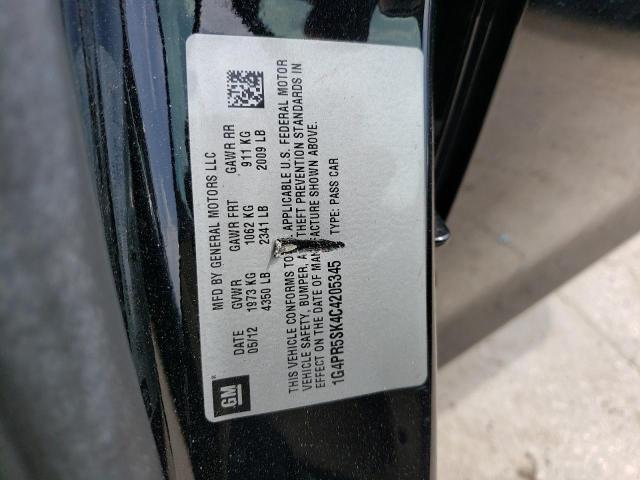 MFD BY GENERAL MOTORS LLC
DATE GVWR GAWR FRT GAWR RR
05/12 1973 KG 1062 KG 911 KG
4350 LB 2341 LB 2009 LB
THIS VEHICLE CONFORMS TO APPLICABLE U.S. FEDERAL MOTOR
VEHICLE SAFETY, BUMPER, THEFT PREVENTION STANDARDS IN
EFFECT ON THE DATE OF MANUFACTURE SHOWN ABOVE.
1G4PR5SK4C4205345 TYPE: PASS CAR
GM